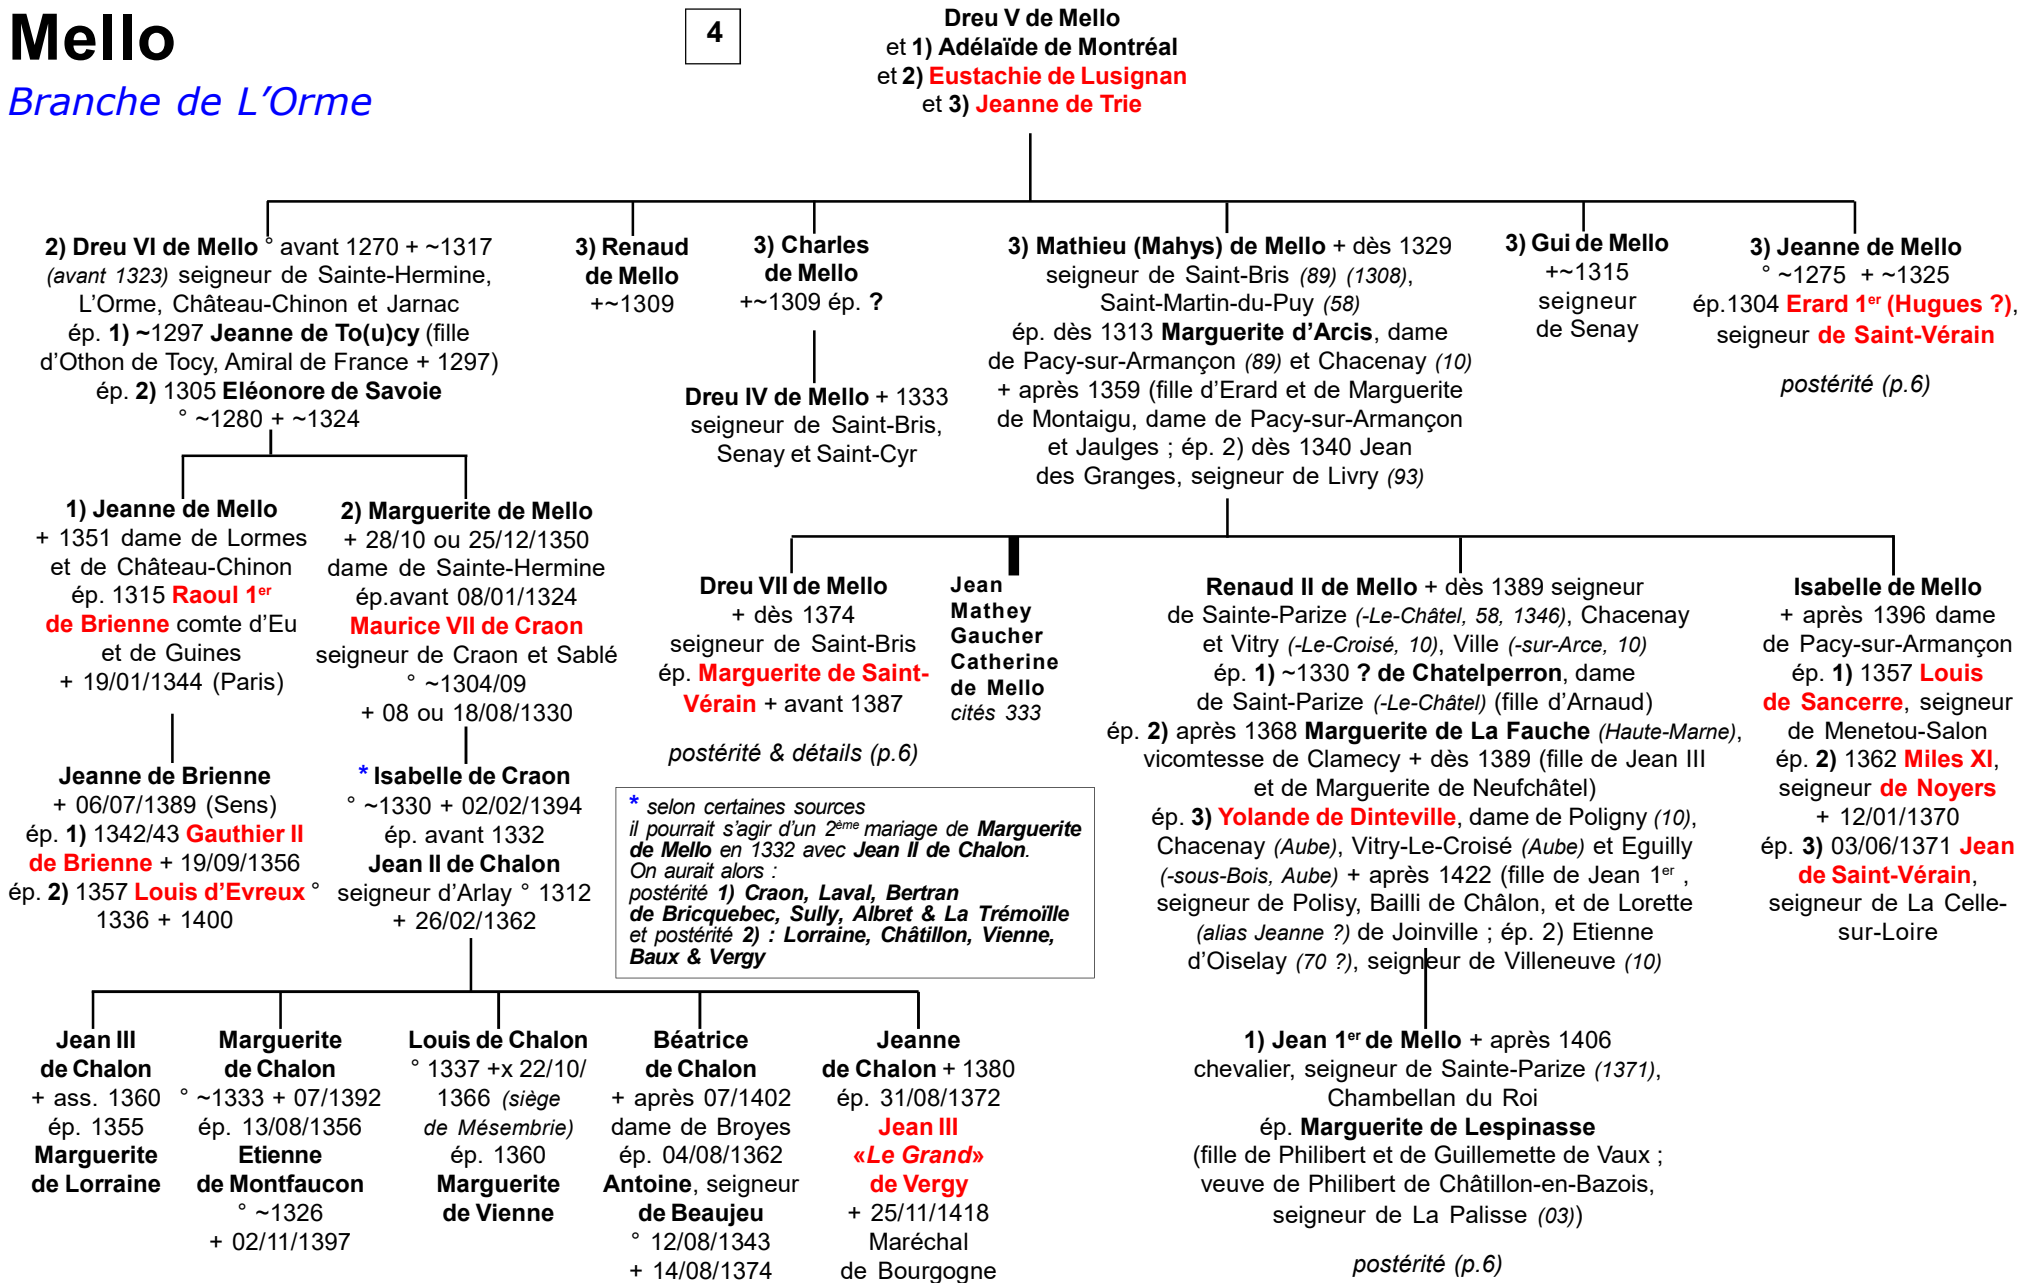 Mello
Branche de L’Orme
4
Dreu V de Mello
et 1) Adélaïde de Montréal
et 2) Eustachie de Lusignan
et 3) Jeanne de Trie
2) Dreu VI de Mello ° avant 1270 + ~1317
(avant 1323) seigneur de Sainte-Hermine,
L’Orme, Château-Chinon et Jarnac
ép. 1) ~1297 Jeanne de To(u)cy (fille
d’Othon de Tocy, Amiral de France + 1297)
ép. 2) 1305 Eléonore de Savoie
° ~1280 + ~1324
3) Renaud
de Mello
+~1309
3) Charles
de Mello
+~1309 ép. ?
Dreu IV de Mello + 1333
seigneur de Saint-Bris,
Senay et Saint-Cyr
3) Mathieu (Mahys) de Mello + dès 1329
seigneur de Saint-Bris (89) (1308),
Saint-Martin-du-Puy (58)
ép. dès 1313 Marguerite d’Arcis, dame
de Pacy-sur-Armançon (89) et Chacenay (10)
+ après 1359 (fille d’Erard et de Marguerite
de Montaigu, dame de Pacy-sur-Armançon
et Jaulges ; ép. 2) dès 1340 Jean
des Granges, seigneur de Livry (93)
3) Gui de Mello
+~1315
seigneur
de Senay
3) Jeanne de Mello
° ~1275 + ~1325
ép.1304 Erard 1er (Hugues ?),
seigneur de Saint-Vérain
postérité (p.6)
1) Jeanne de Mello
+ 1351 dame de Lormes
et de Château-Chinon
ép. 1315 Raoul 1er
de Brienne comte d’Eu
et de Guines
+ 19/01/1344 (Paris)
2) Marguerite de Mello
+ 28/10 ou 25/12/1350
dame de Sainte-Hermine
ép.avant 08/01/1324
Maurice VII de Craon
seigneur de Craon et Sablé
° ~1304/09
+ 08 ou 18/08/1330
Dreu VII de Mello
+ dès 1374
seigneur de Saint-Bris
ép. Marguerite de Saint-
Vérain + avant 1387
postérité & détails (p.6)
Jean
Mathey
Gaucher
Catherine
de Mello
cités 333
Renaud II de Mello + dès 1389 seigneur
de Sainte-Parize (-Le-Châtel, 58, 1346), Chacenay
et Vitry (-Le-Croisé, 10), Ville (-sur-Arce, 10)
ép. 1) ~1330 ? de Chatelperron, dame
de Saint-Parize (-Le-Châtel) (fille d’Arnaud)
ép. 2) après 1368 Marguerite de La Fauche (Haute-Marne),
vicomtesse de Clamecy + dès 1389 (fille de Jean III
et de Marguerite de Neufchâtel)
ép. 3) Yolande de Dinteville, dame de Poligny (10),
Chacenay (Aube), Vitry-Le-Croisé (Aube) et Eguilly
(-sous-Bois, Aube) + après 1422 (fille de Jean 1er ,
seigneur de Polisy, Bailli de Châlon, et de Lorette
(alias Jeanne ?) de Joinville ; ép. 2) Etienne
d’Oiselay (70 ?), seigneur de Villeneuve (10)
Isabelle de Mello
+ après 1396 dame
de Pacy-sur-Armançon
ép. 1) 1357 Louis
de Sancerre, seigneur
de Menetou-Salon
ép. 2) 1362 Miles XI,
seigneur de Noyers
+ 12/01/1370
ép. 3) 03/06/1371 Jean
de Saint-Vérain,
seigneur de La Celle-
sur-Loire
Jeanne de Brienne
+ 06/07/1389 (Sens)
ép. 1) 1342/43 Gauthier II
de Brienne + 19/09/1356
ép. 2) 1357 Louis d’Evreux °
1336 + 1400
* Isabelle de Craon
° ~1330 + 02/02/1394
ép. avant 1332
Jean II de Chalon
seigneur d’Arlay ° 1312
+ 26/02/1362
* selon certaines sources
il pourrait s'agir d'un 2ème mariage de Marguerite
de Mello en 1332 avec Jean II de Chalon.
On aurait alors :
postérité 1) Craon, Laval, Bertran
de Bricquebec, Sully, Albret & La Trémoïlle
et postérité 2) : Lorraine, Châtillon, Vienne,
Baux & Vergy
Jean III
de Chalon
+ ass. 1360
ép. 1355
Marguerite
de Lorraine
Marguerite
de Chalon
° ~1333 + 07/1392
ép. 13/08/1356
Etienne
de Montfaucon
° ~1326
+ 02/11/1397
Louis de Chalon
° 1337 +x 22/10/
1366 (siège
de Mésembrie)
ép. 1360
Marguerite
de Vienne
Béatrice
de Chalon
+ après 07/1402
dame de Broyes
ép. 04/08/1362
Antoine, seigneur
de Beaujeu
° 12/08/1343
+ 14/08/1374
Jeanne
de Chalon + 1380
ép. 31/08/1372
Jean III
«Le Grand»
de Vergy
+ 25/11/1418
Maréchal
de Bourgogne
1) Jean 1er de Mello + après 1406
chevalier, seigneur de Sainte-Parize (1371),
Chambellan du Roi
ép. Marguerite de Lespinasse
(fille de Philibert et de Guillemette de Vaux ;
veuve de Philibert de Châtillon-en-Bazois,
seigneur de La Palisse (03))
postérité (p.6)